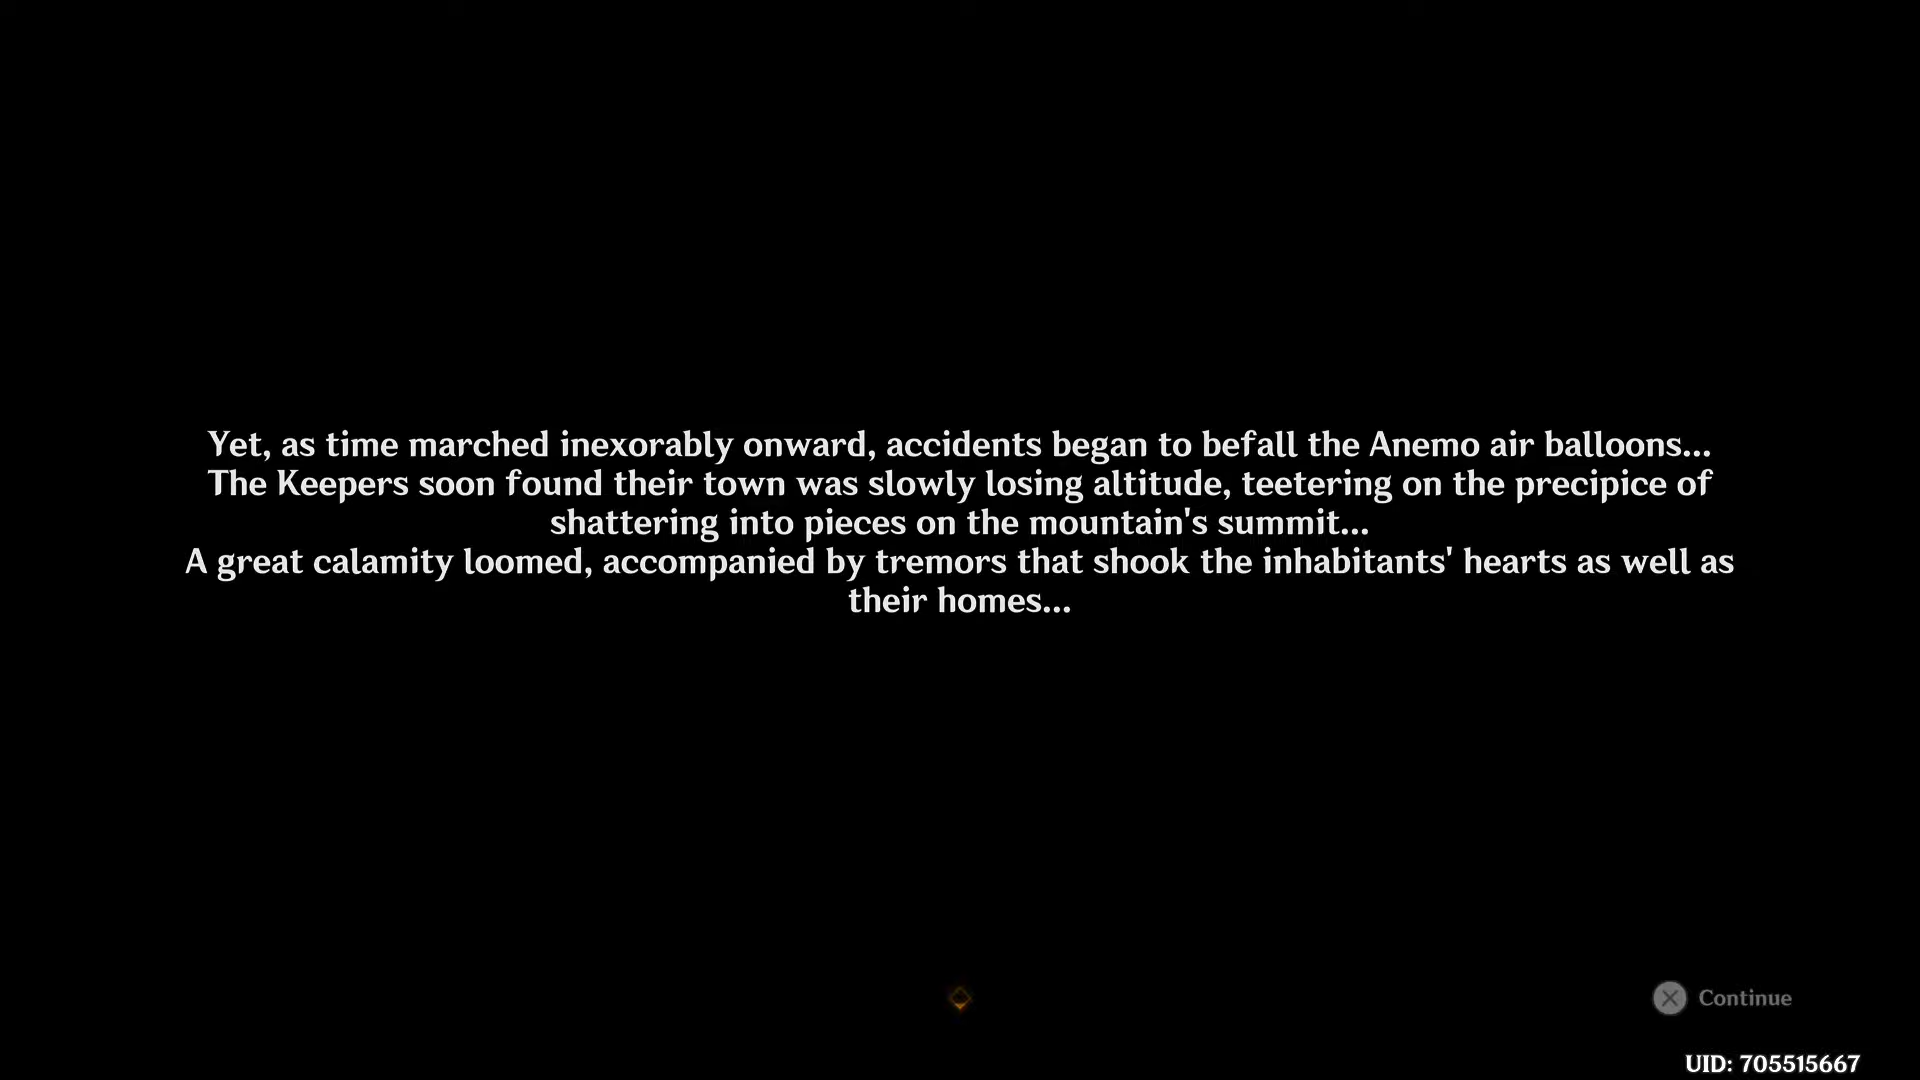 Yet, as time marched inexorably onward, accidents began to befall the Anemo air balloons...
The Keepers soon found their town was slowly losing altitude, teetering on the precipice of
shattering into pieces on the mountain's summit...
A great calamity loomed, accompanied by tremors that shook the inhabitants' hearts as well as
their homes...
Continue
UID: 705515667